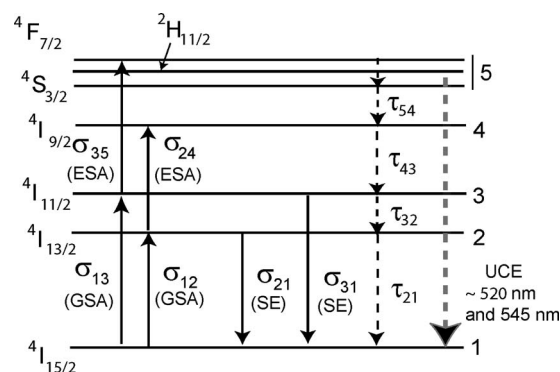 ⁴F₇/₂
²H₁₁/₂
⁴S₃/₂
5
τ₅₄
⁴I₉/₂
4
σ₃₅
(ESA)
σ₂₄
(ESA)
τ₄₃
⁴I₁₁/₂
3
τ₃₂
⁴I₁₃/₂
2
σ₁₃
(GSA)
σ₁₂
(GSA)
σ₂₁
(SE)
σ₃₁
(SE)
τ₂₁
UCE
~ 520 nm
and 545 nm
⁴I₁₅/₂
1